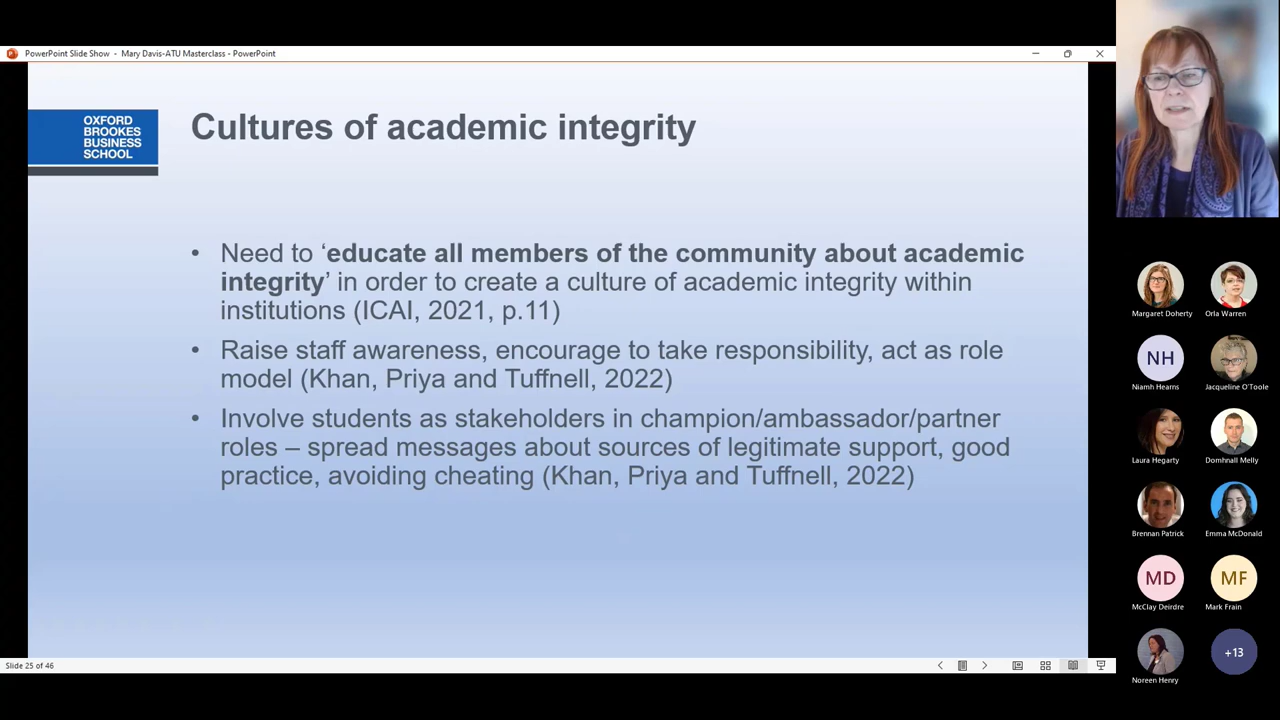 PowerPoint Slide Show - Mary Davis-ATU Masterclass - PowerPoint
OXFORD
BROOKES
BUSINESS
SCHOOL
Cultures of academic integrity
• Need to ‘educate all members of the community about academic
integrity’ in order to create a culture of academic integrity within
institutions (ICAI, 2021, p.11)
• Raise staff awareness, encourage to take responsibility, act as role
model (Khan, Priya and Tuffnell, 2022)
• Involve students as stakeholders in champion/ambassador/partner
roles – spread messages about sources of legitimate support, good
practice, avoiding cheating (Khan, Priya and Tuffnell, 2022)
Slide 25 of 46
Margaret Doherty
Orla Warren
NH
Niamh Hearns
Jacqueline O'Toole
Laura Hegarty
Domhnall Melly
Brennan Patrick
Emma McDonald
MD
MF
McClay Deirdre
Mark Frain
+13
Noreen Henry